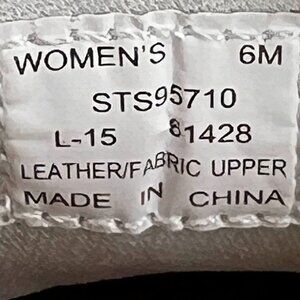 WOMEN'S 6M
STS95710
L-15 81428
LEATHER/FABRIC UPPER
MADE IN CHINA